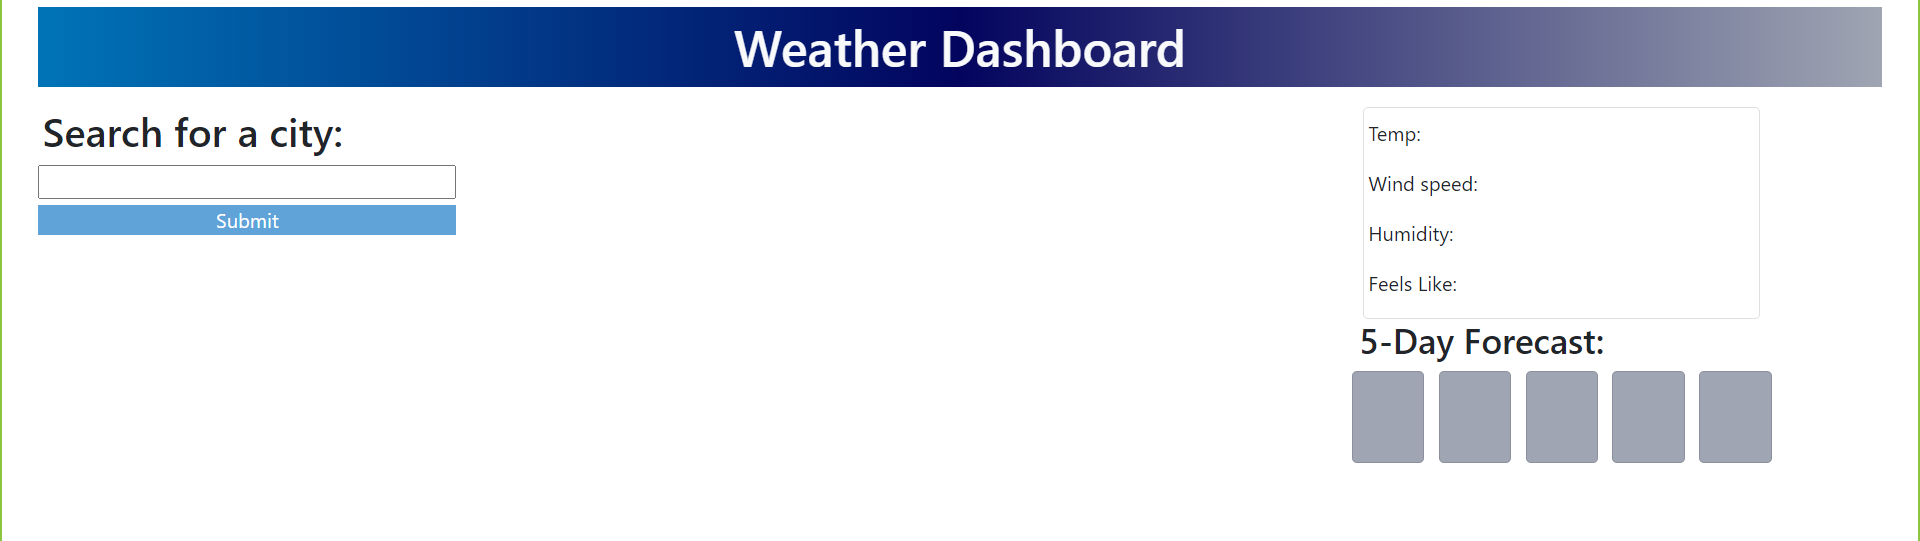 Weather Dashboard
Search for a city:
Submit
Temp:
Wind speed:
Humidity:
Feels Like:
5-Day Forecast: